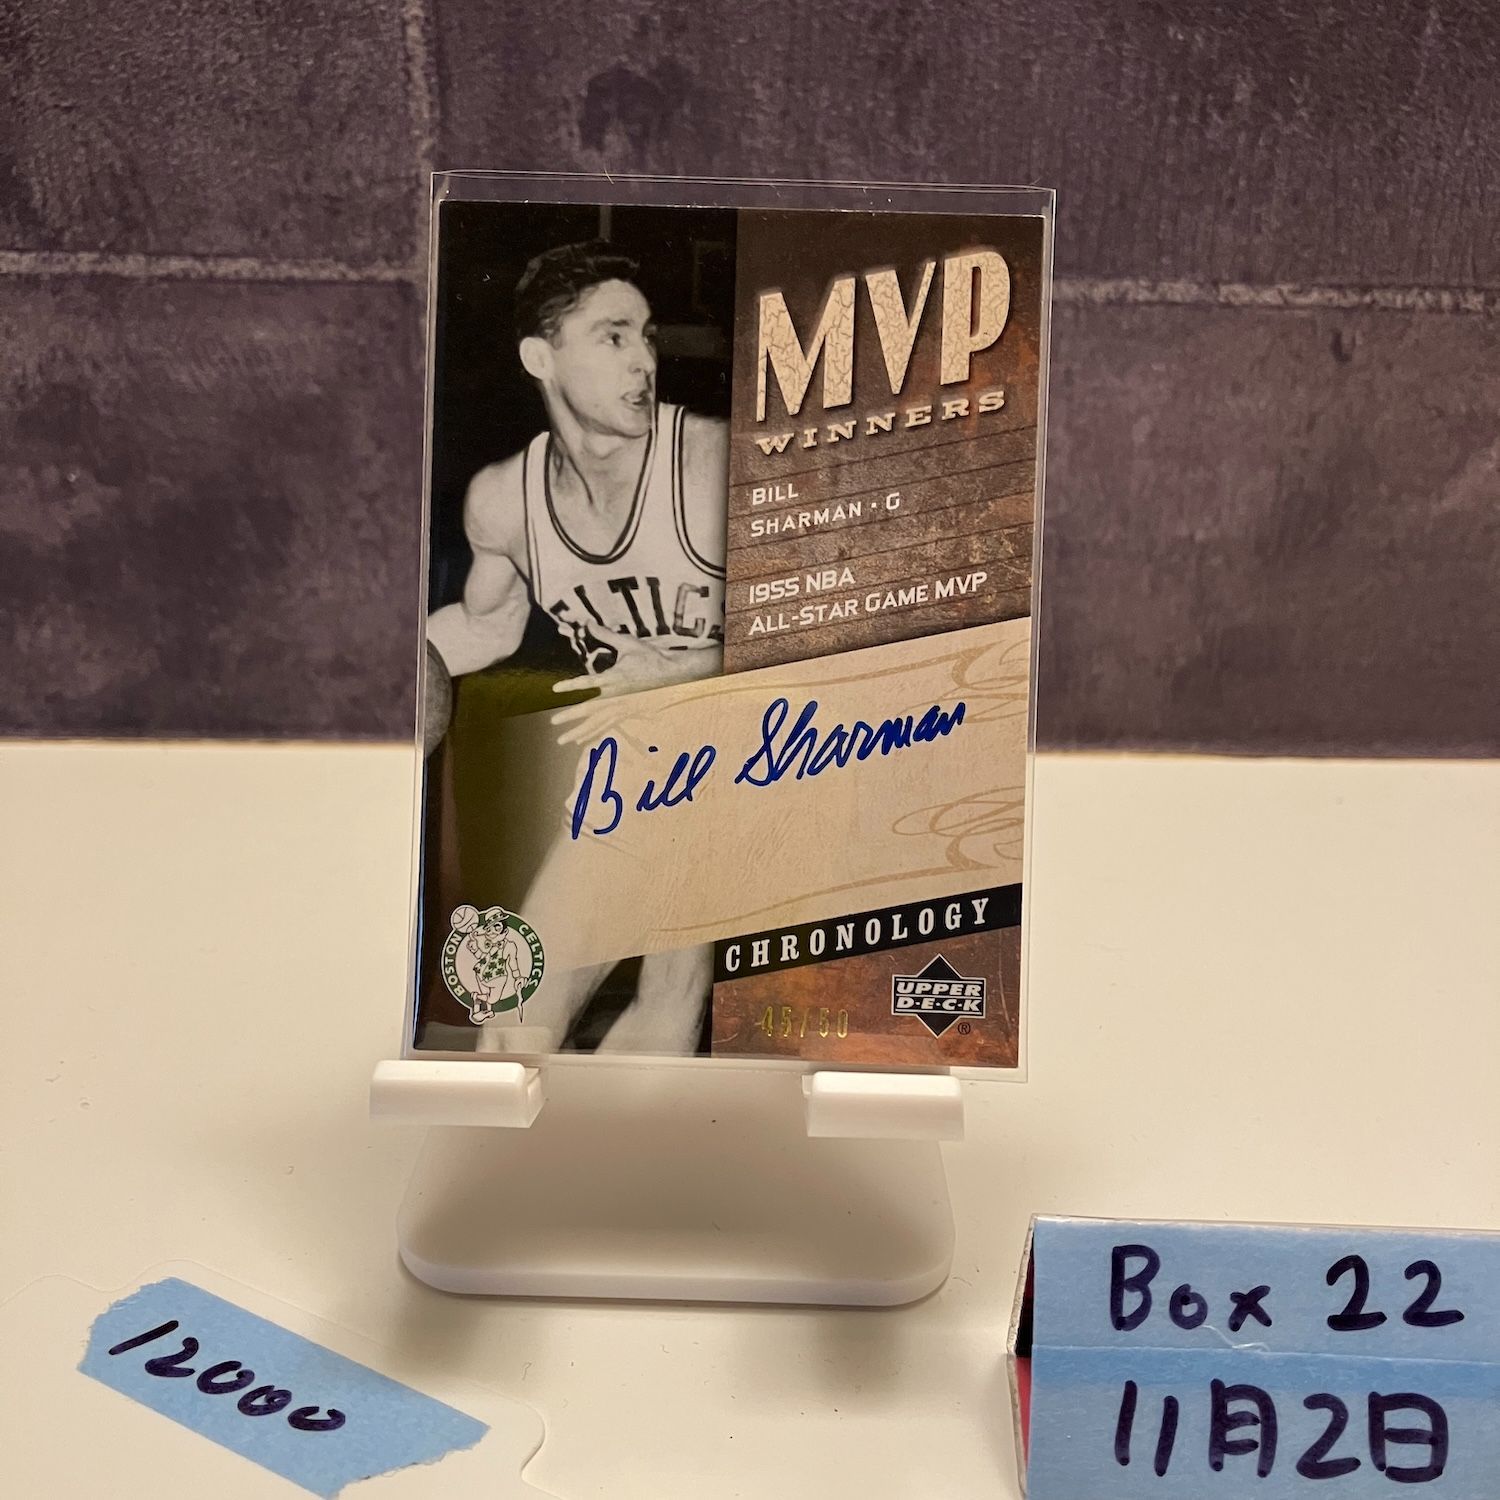 MVP
WINNERS
BILL
SHARMAN · G
1955 NBA
ALL-STAR GAME MVP
CELTIC
Bill Sharman
CHRONOLOGY
BOSTON CELTICS
UPPER
D·E·C·K
®
45/50
12000
Box 22
11月2日